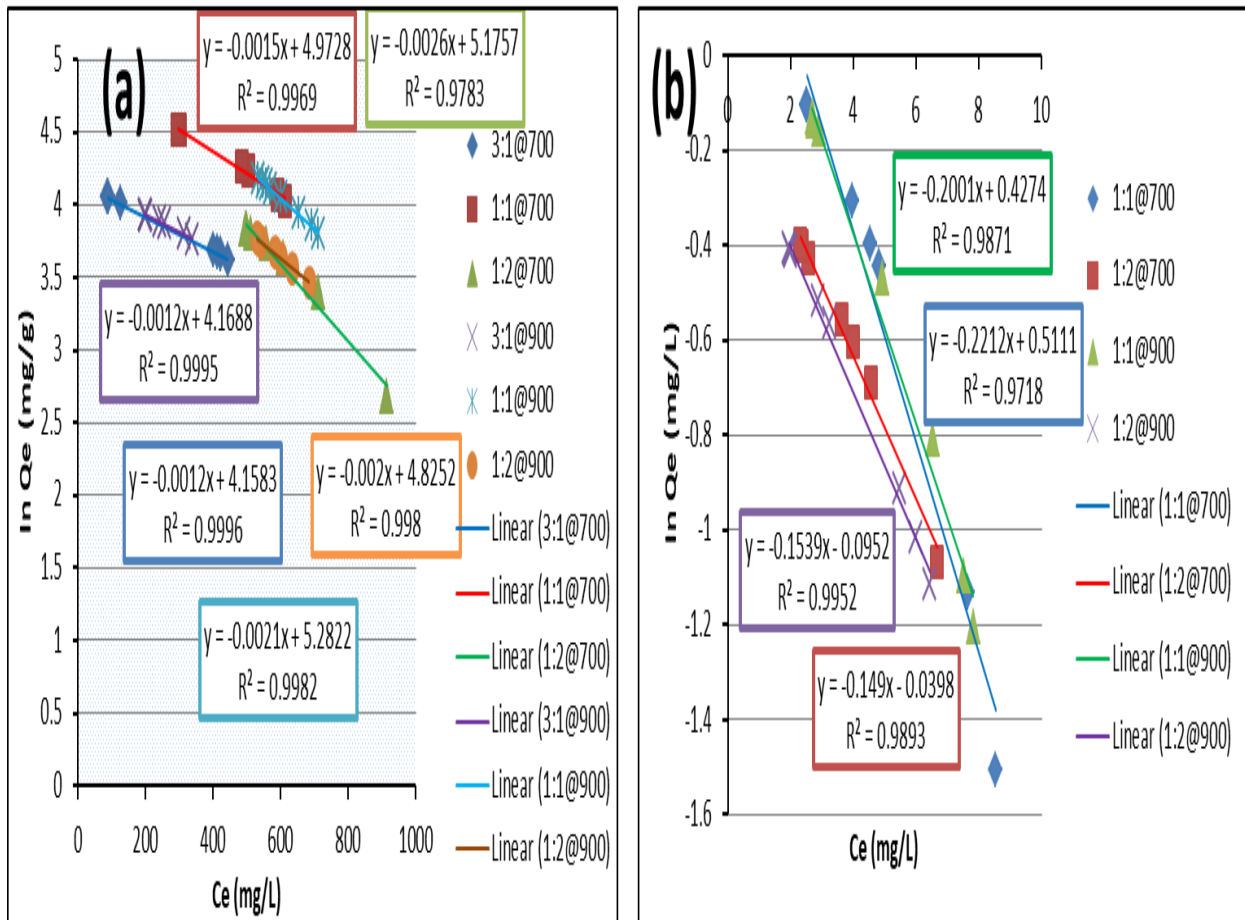 (a)
y = -0.0015x + 4.9728
R² = 0.9969
y = -0.0026x + 5.1757
R² = 0.9783
5
4.5
4
3.5
3
2.5
2
1.5
1
0.5
0
ln Qe (mg/g)
y = -0.0012x + 4.1688
R² = 0.9995
y = -0.0012x + 4.1583
R² = 0.9996
y = -0.002x + 4.8252
R² = 0.998
y = -0.0021x + 5.2822
R² = 0.9982
0
200
400
600
800
1000
Ce (mg/L)
3:1@700
1:1@700
1:2@700
3:1@900
1:1@900
1:2@900
Linear (3:1@700)
Linear (1:1@700)
Linear (1:2@700)
Linear (3:1@900)
Linear (1:1@900)
Linear (1:2@900)
(b)
0
-0.2
-0.4
-0.6
-0.8
-1
-1.2
-1.4
-1.6
ln Qe (mg/L)
0
2
4
6
8
10
y = -0.2001x + 0.4274
R² = 0.9871
y = -0.2212x + 0.5111
R² = 0.9718
y = -0.1539x - 0.0952
R² = 0.9952
y = -0.149x - 0.0398
R² = 0.9893
Ce (mg/L)
1:1@700
1:2@700
1:1@900
1:2@900
Linear (1:1@700)
Linear (1:2@700)
Linear (1:1@900)
Linear (1:2@900)